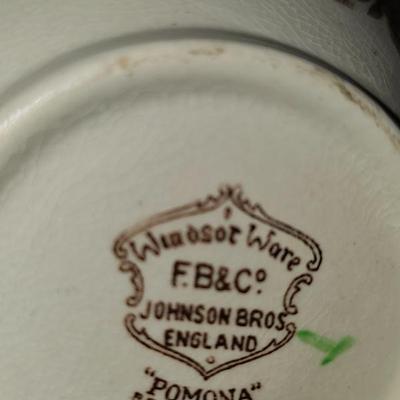 Windsor Ware
F.B & Co.
JOHNSON BROS
ENGLAND
"POMONA"